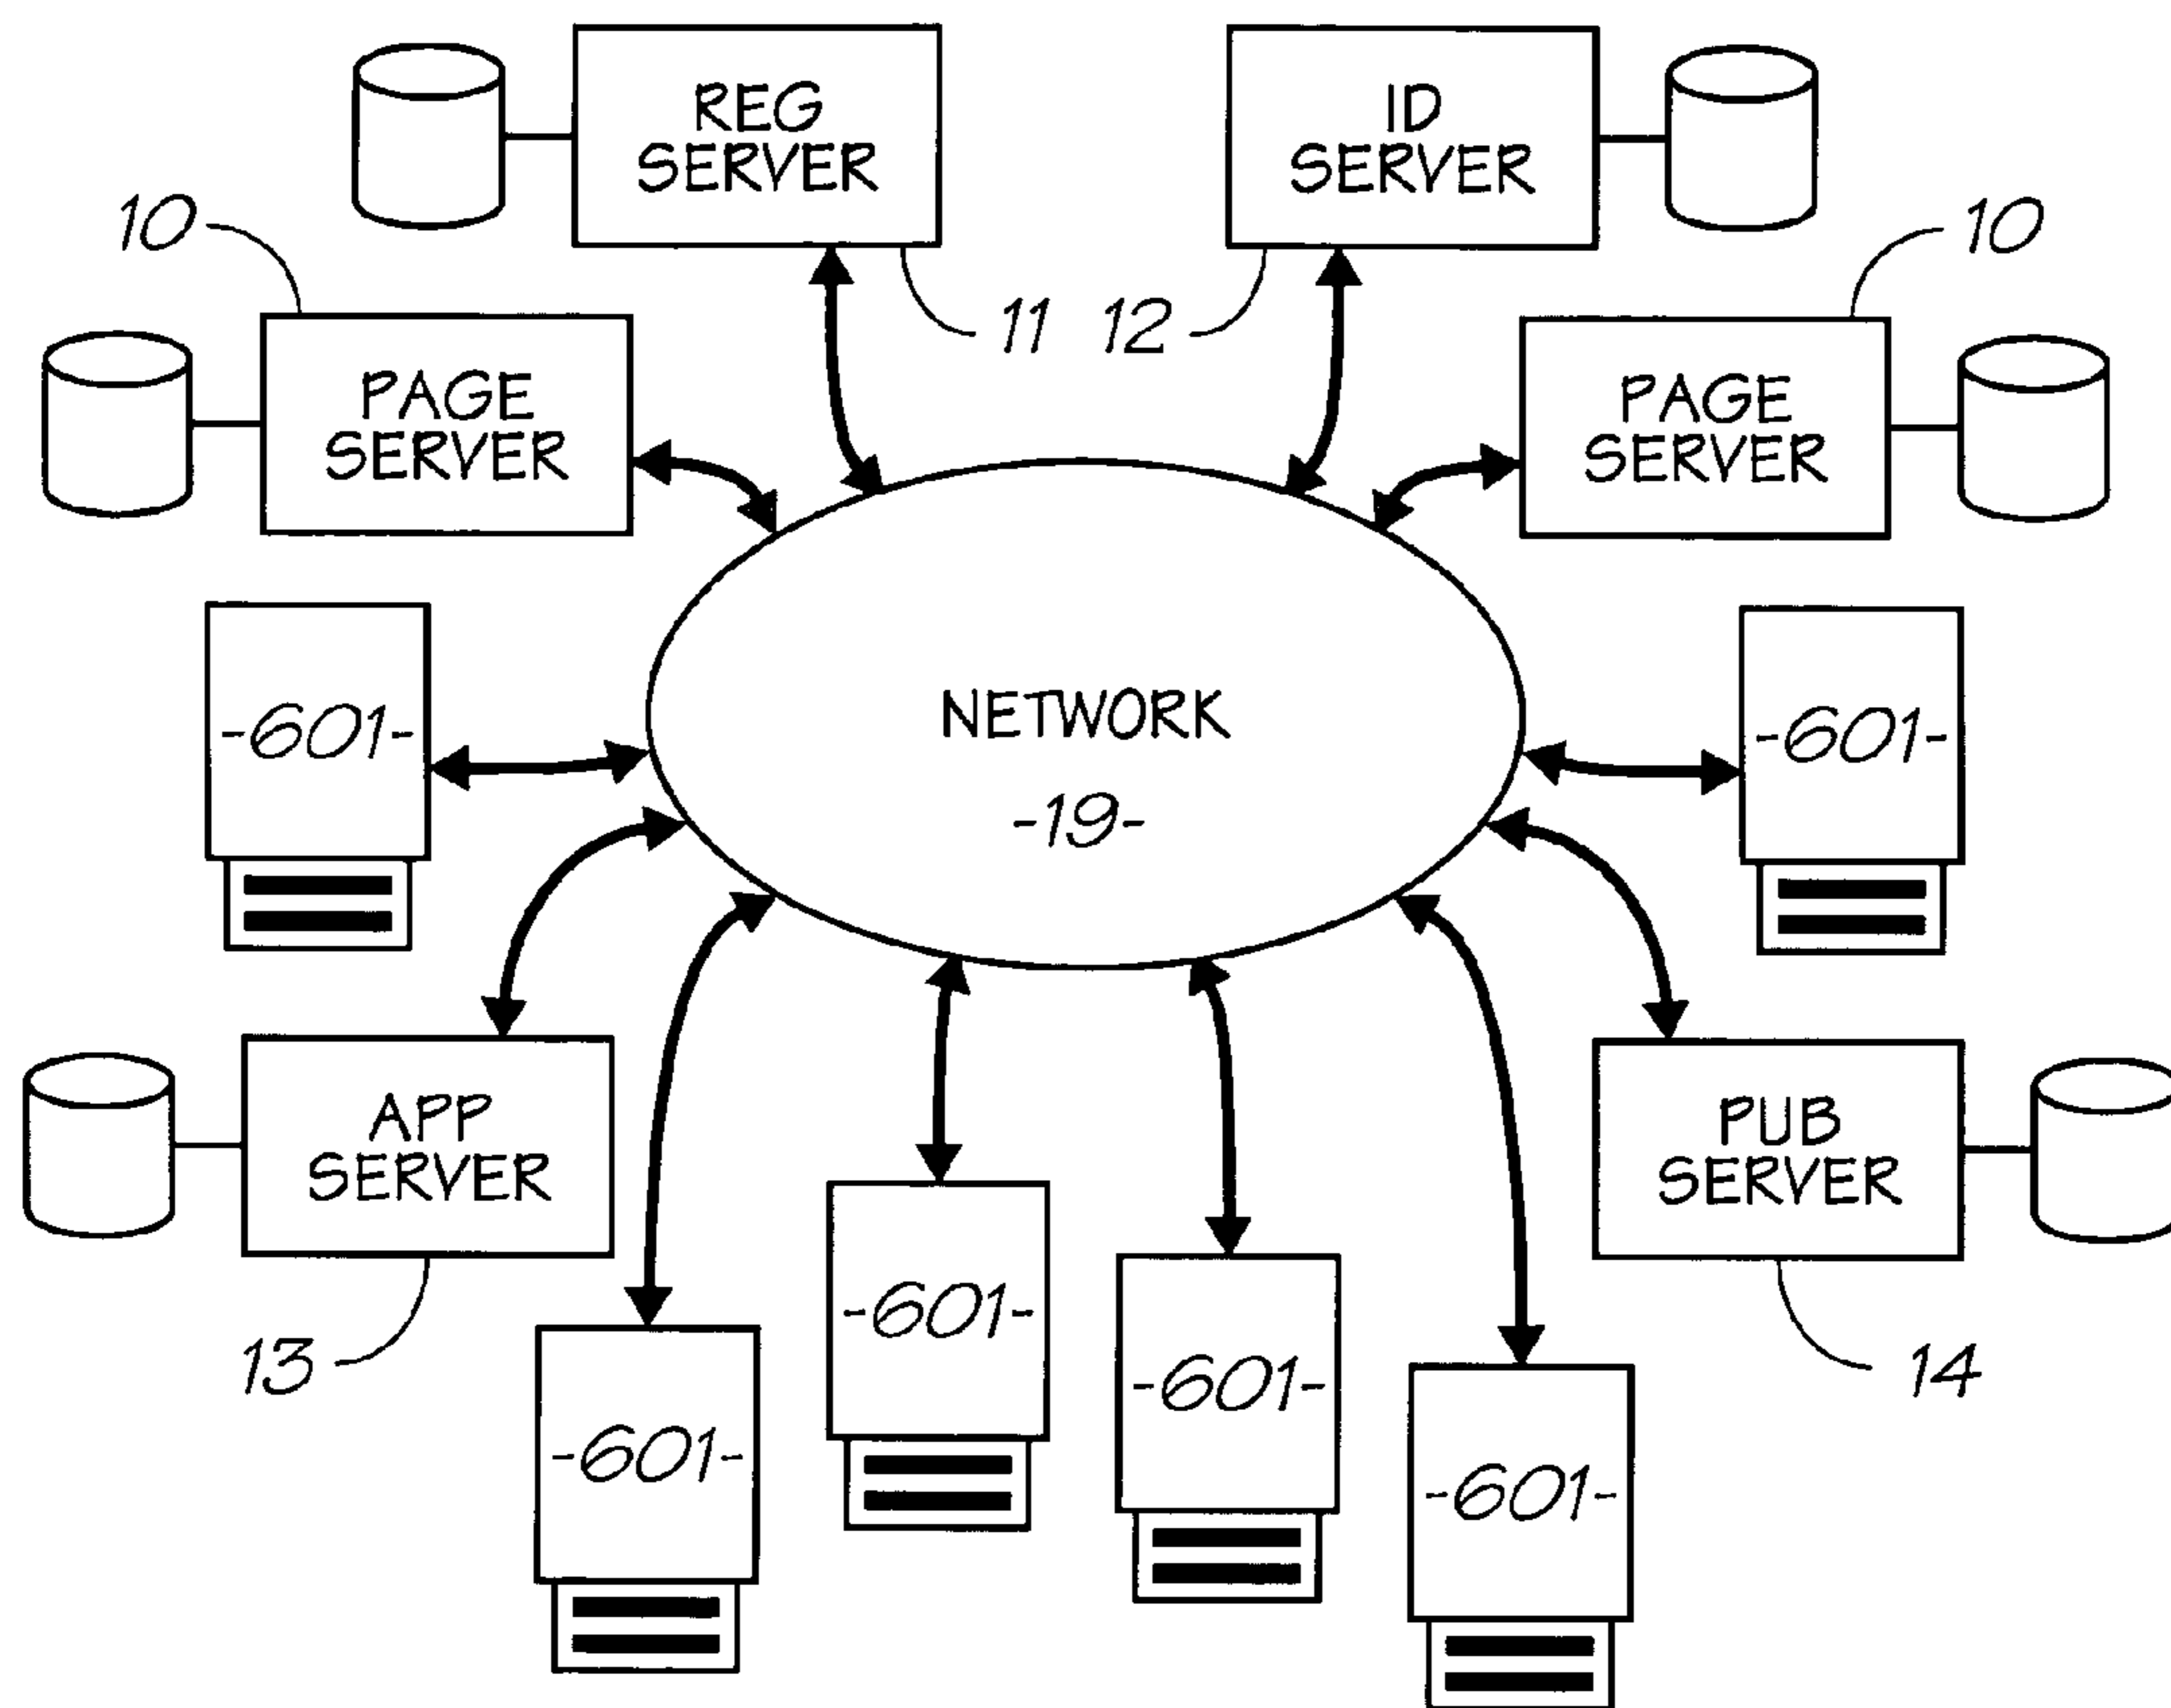 REG
SERVER
ID
SERVER
10
10
11
12
PAGE
SERVER
PAGE
SERVER
-601-
NETWORK
-19-
-601-
APP
SERVER
PUB
SERVER
13
14
-601-
-601-
-601-
-601-